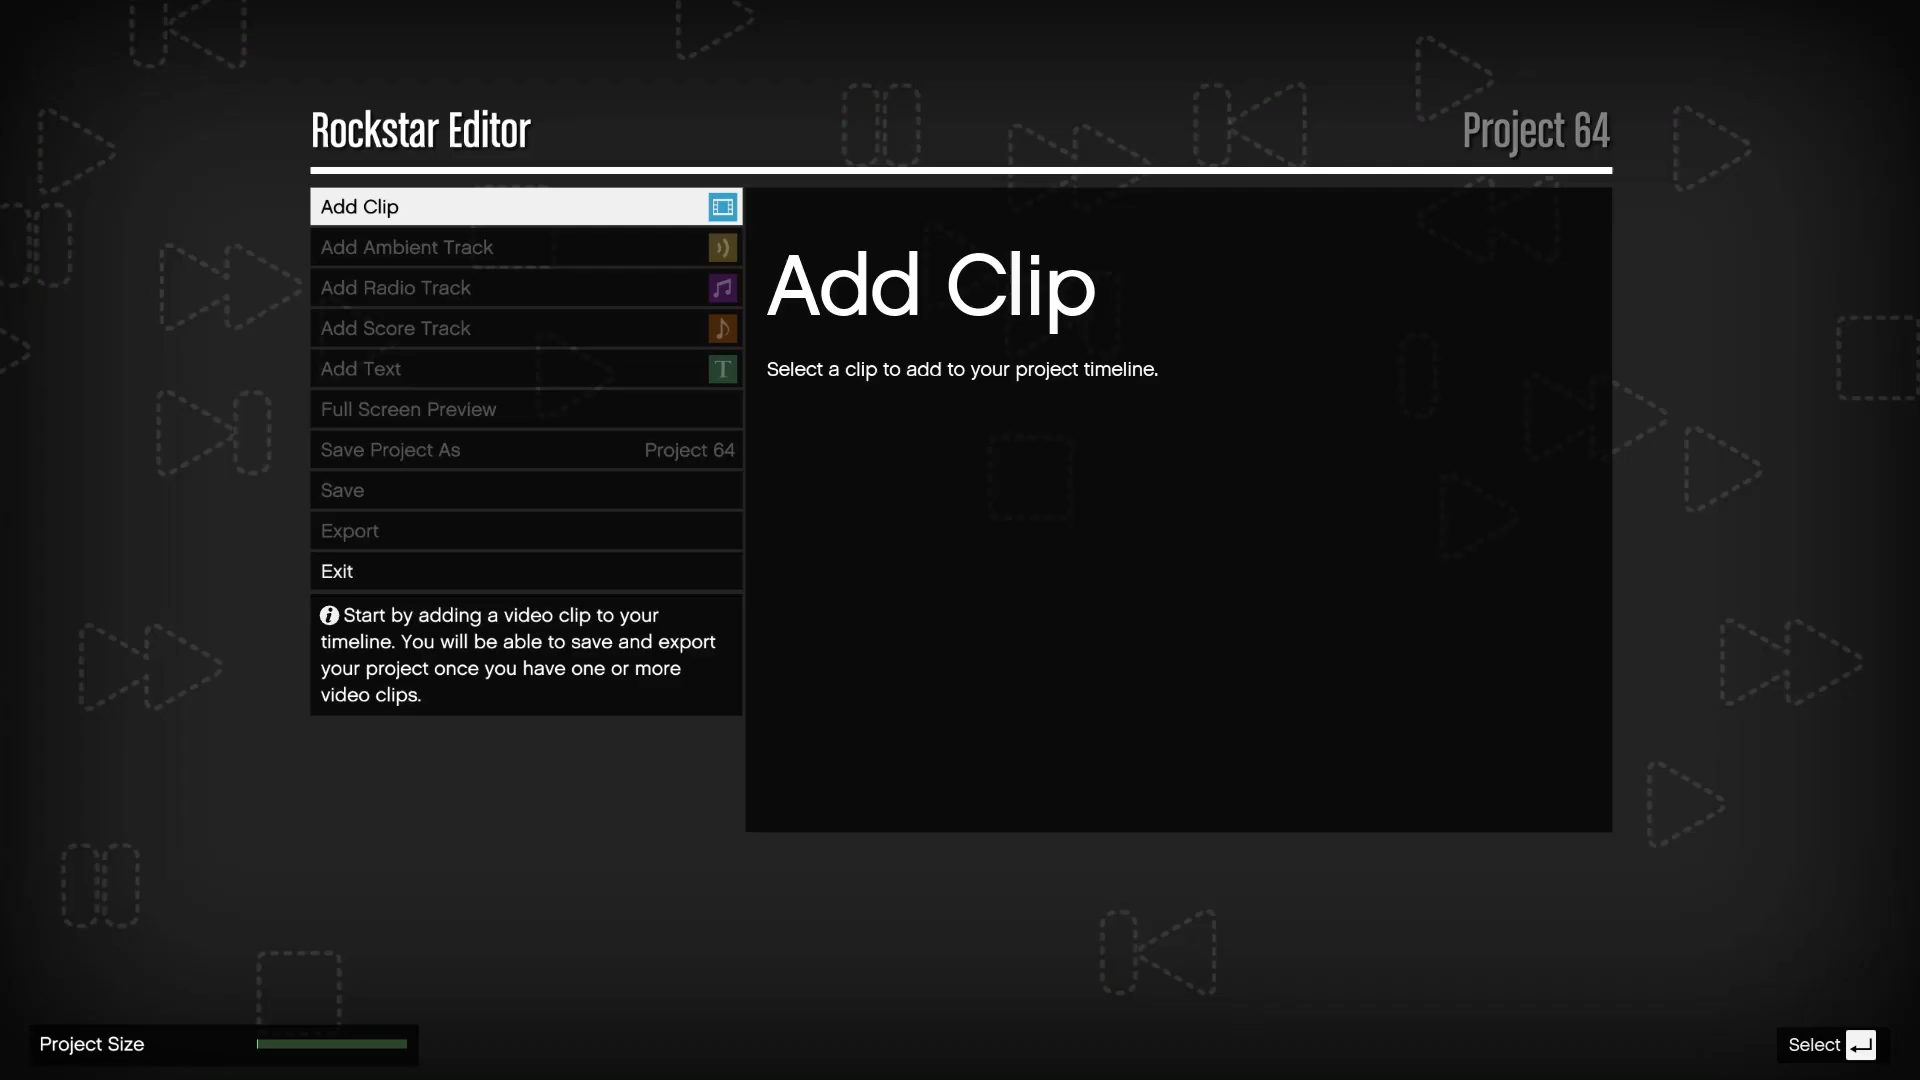 Rockstar Editor
Project 64
Add Clip
Add Ambient Track
Add Radio Track
Add Score Track
Add Text
T
Full Screen Preview
Save Project As Project 64
Save
Export
Exit
Start by adding a video clip to your
timeline. You will be able to save and export
your project once you have one or more
video clips.
Add Clip
Select a clip to add to your project timeline.
Project Size
Select